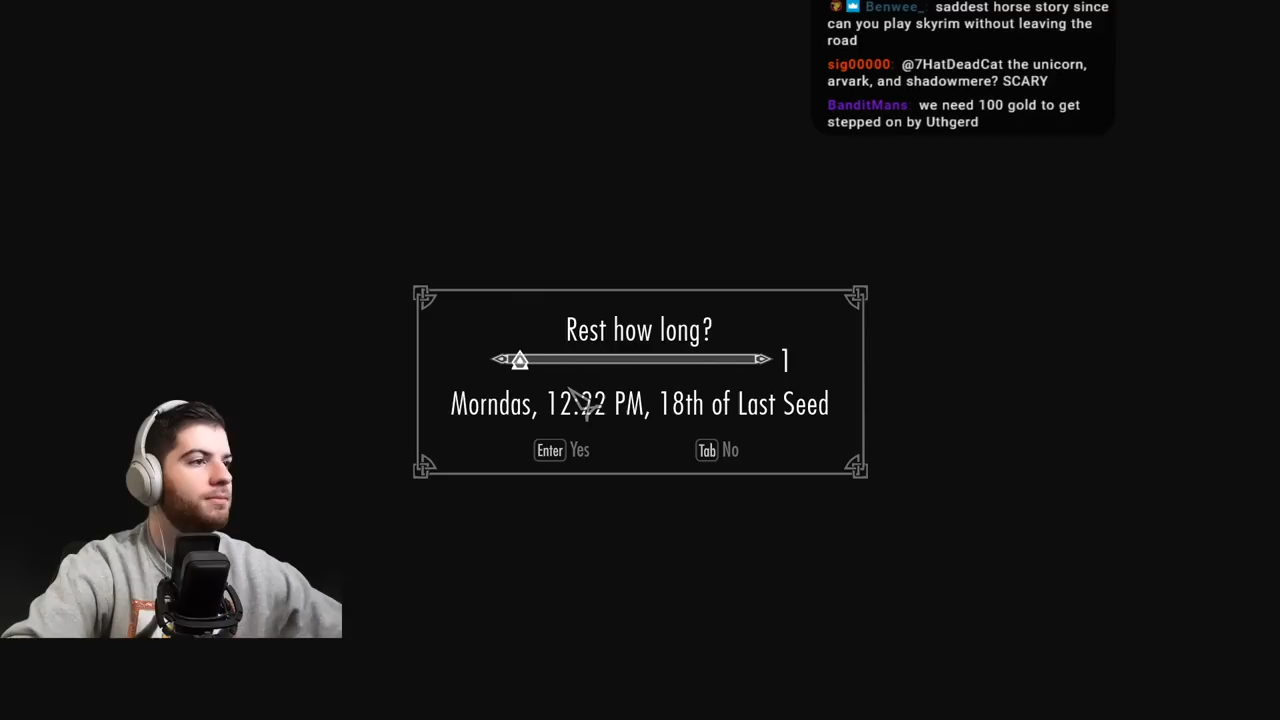 Benwee_: saddest horse story since
can you play skyrim without leaving the
road
sig00000: @7HatDeadCat the unicorn,
arvark, and shadowmere? SCARY
BanditMans: we need 100 gold to get
stepped on by Uthgerd
Rest how long?
1
Morndas, 12:22 PM, 18th of Last Seed
Enter Yes
Tab No